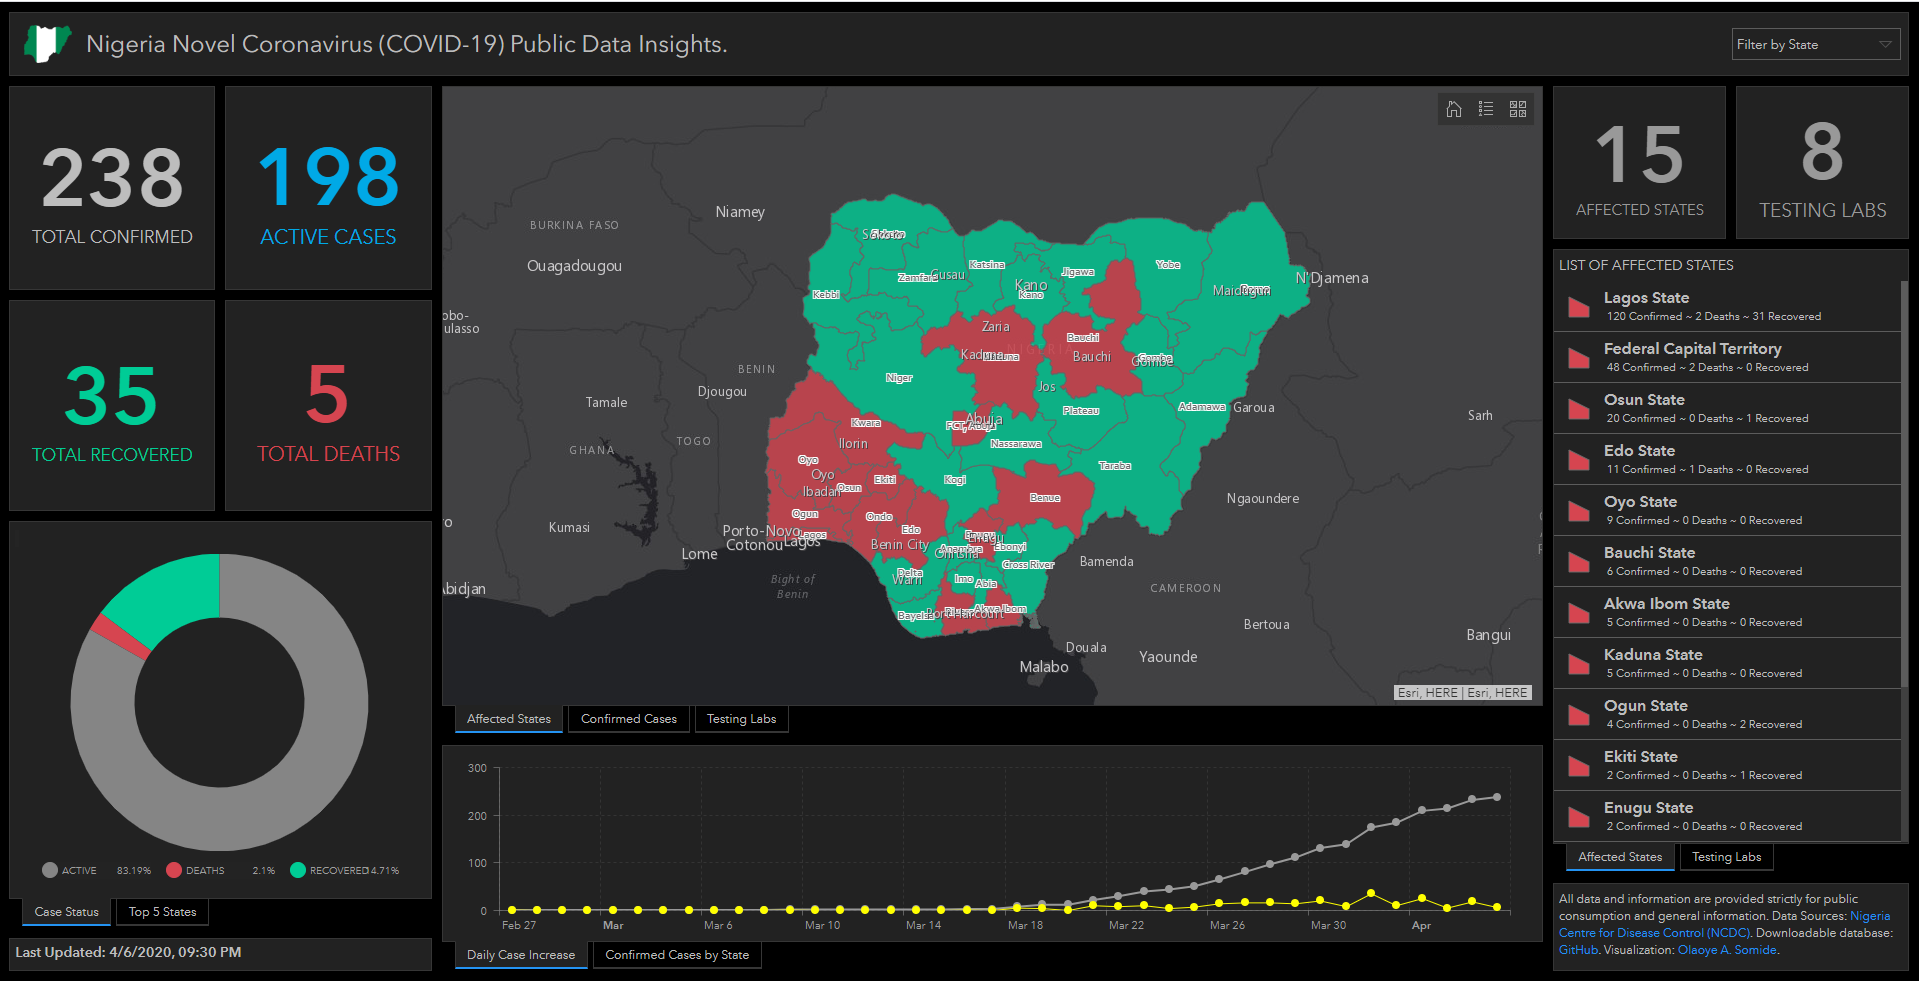 Nigeria Novel Coronavirus (COVID-19) Public Data Insights.
Filter by State
238
TOTAL CONFIRMED
198
ACTIVE CASES
35
TOTAL RECOVERED
5
TOTAL DEATHS
ACTIVE 83.19% DEATHS 2.1% RECOVERED 4.71%
Case Status
Top 5 States
Last Updated: 4/6/2020, 09:30 PM
Niamey
BURKINA FASO
Ouagadougou
obo-
ulasso
BENIN
Djougou
Tamale
TOGO
GHANA
Kumasi
Porto-Novo
Cotonou
Lagos
Lome
Abidjan
Bight of
Benin
Katsina
Jigawa
Yobe
N'Djamena
Gusau
Kano
Kano
Kebbi
Zaria
Bauchi
Bauchi
Niger
Jos
Gombe
Plateau
Adamawa
Garoua
Sarh
Kwara
Ilorin
Abuja
Nassarawa
Taraba
Oyo
Oyo
Ibadan
Osun
Ekiti
Kogi
Benue
Ngaoundere
Ogun
Lagos
Ondo
Edo
Benin City
Ebonyi
Cross River
Bamenda
Delta
Warri
Imo
Abia
CAMEROON
Akwa Ibom
Bertoua
Bangui
Douala
Yaounde
Malabo
Esri, HERE | Esri, HERE
Affected States
Confirmed Cases
Testing Labs
300
200
100
0
Feb 27 Mar Mar 6 Mar 10 Mar 14 Mar 18 Mar 22 Mar 26 Mar 30 Apr
Daily Case Increase
Confirmed Cases by State
15
AFFECTED STATES
8
TESTING LABS
LIST OF AFFECTED STATES
Lagos State
120 Confirmed ~ 2 Deaths ~ 31 Recovered
Federal Capital Territory
48 Confirmed ~ 2 Deaths ~ 0 Recovered
Osun State
20 Confirmed ~ 0 Deaths ~ 1 Recovered
Edo State
11 Confirmed ~ 1 Deaths ~ 0 Recovered
Oyo State
9 Confirmed ~ 0 Deaths ~ 0 Recovered
Bauchi State
6 Confirmed ~ 0 Deaths ~ 0 Recovered
Akwa Ibom State
5 Confirmed ~ 0 Deaths ~ 0 Recovered
Kaduna State
5 Confirmed ~ 0 Deaths ~ 0 Recovered
Ogun State
4 Confirmed ~ 0 Deaths ~ 2 Recovered
Ekiti State
2 Confirmed ~ 0 Deaths ~ 1 Recovered
Enugu State
2 Confirmed ~ 0 Deaths ~ 0 Recovered
Affected States
Testing Labs
All data and information are provided strictly for public
consumption and general information. Data Sources: Nigeria
Centre for Disease Control (NCDC). Downloadable database:
GitHub. Visualization: Olaoye A. Somide.